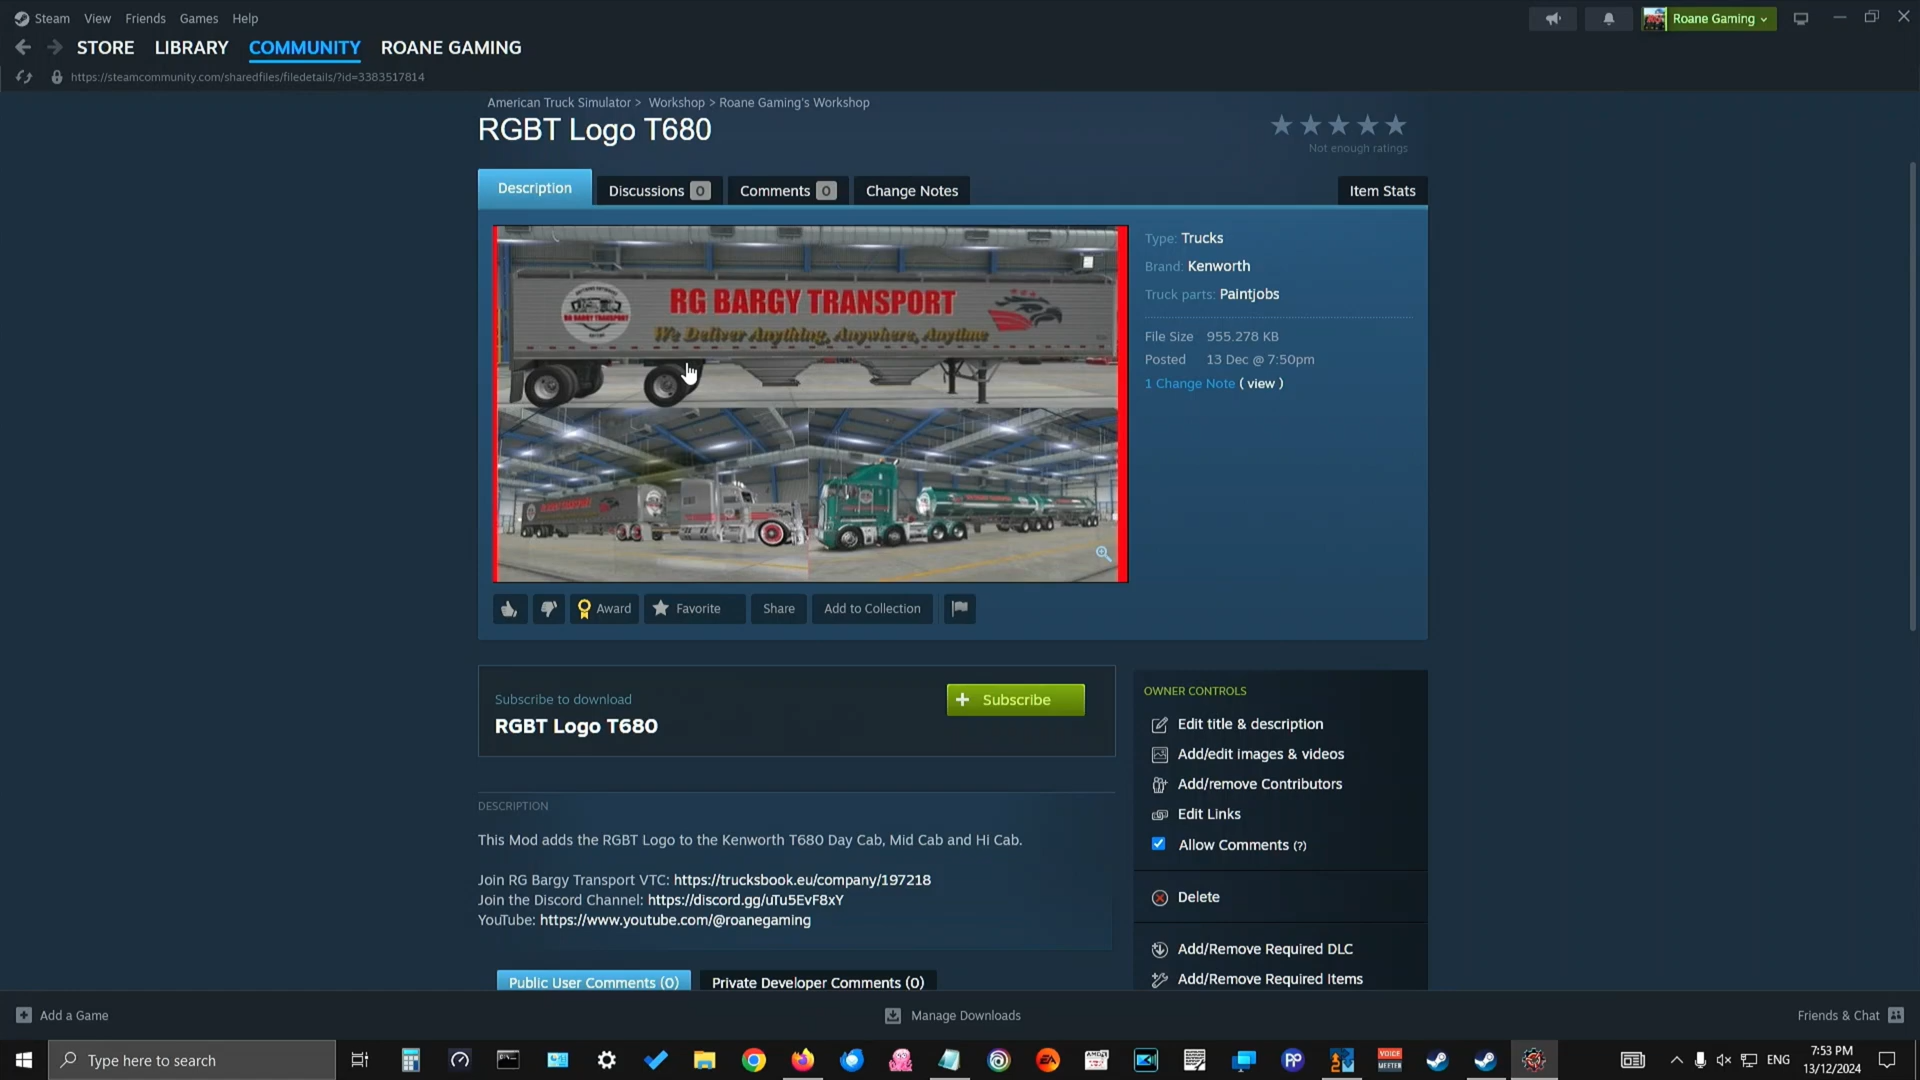 Steam View Friends Games Help
Roane Gaming
STORE LIBRARY COMMUNITY ROANE GAMING
https://steamcommunity.com/sharedfiles/filedetails/?id=3383517814
American Truck Simulator > Workshop > Roane Gaming's Workshop
RGBT Logo T680
Not enough ratings
Description Discussions 0 Comments 0 Change Notes Item Stats
RG BARGY TRANSPORT
RG BARGY TRANSPORT
We Deliver Anything, Anywhere, Anytime
Type: Trucks
Brand: Kenworth
Truck parts: Paintjobs
File Size 955.278 KB
Posted 13 Dec @ 7:50pm
1 Change Note ( view )
Award Favorite Share Add to Collection
Subscribe to download
RGBT Logo T680
+ Subscribe
OWNER CONTROLS
Edit title & description
Add/edit images & videos
Add/remove Contributors
Edit Links
Allow Comments (?)
Delete
Add/Remove Required DLC
Add/Remove Required Items
DESCRIPTION
This Mod adds the RGBT Logo to the Kenworth T680 Day Cab, Mid Cab and Hi Cab.
Join RG Bargy Transport VTC: https://trucksbook.eu/company/197218
Join the Discord Channel: https://discord.gg/uTu5EvF8xY
YouTube: https://www.youtube.com/@roanegaming
Public User Comments (0) Private Developer Comments (0)
Add a Game
Manage Downloads
Friends & Chat
Type here to search
EA
PP
VOICE
MEETER
ENG
7:53 PM
13/12/2024